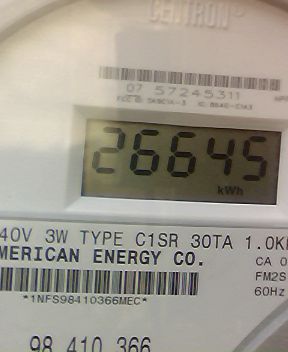 CENTRON
07 57245311
26645
kWh
40V 3W TYPE C1SR 30TA 1.0K
MERICAN ENERGY CO.
CA 0
FM2S
*1NFS98410366MEC*
60Hz
98 410 366